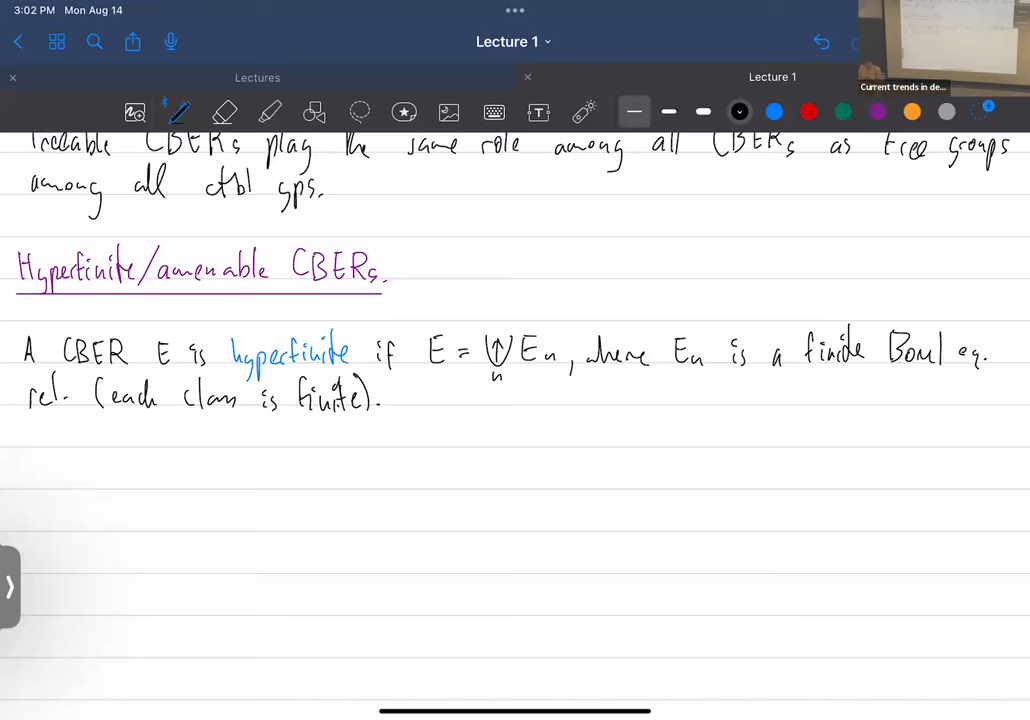 3:02 PM Mon Aug 14
Lecture 1
Current trends in de...
Lectures
Lecture 1
Treeable CBERs play the same role among all CBERs as free groups
among all ctbl gps.
Hyperfinite/amenable CBERs.
A CBER E is hyperfinite if E = ⋃↑ₙ Eₙ, where Eₙ is a finite Borel eq.
rel. (each class is finite).